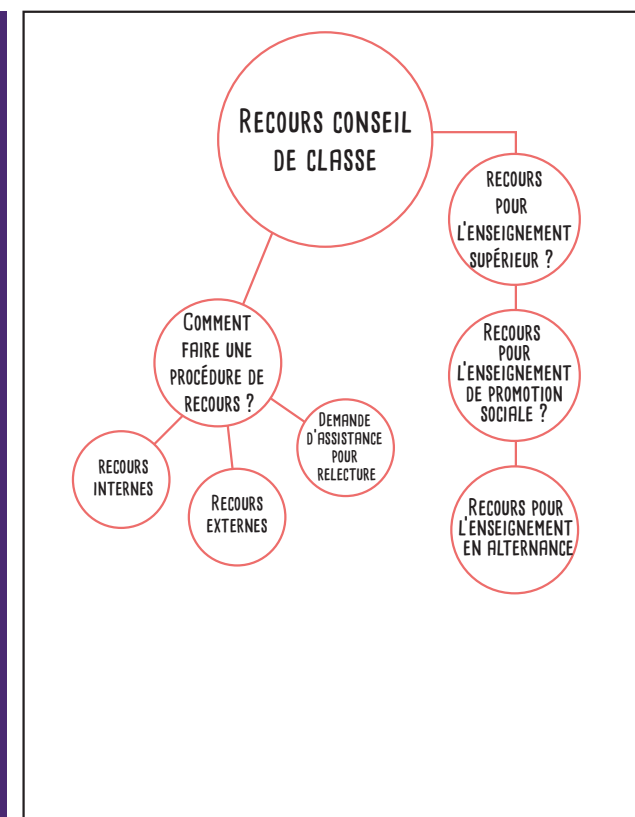 Recours conseil
de classe
recours
pour
l'enseignement
supérieur ?
Comment
faire une
procédure de
recours ?
Recours
pour
l'enseignement
de promotion
sociale ?
Demande
d'assistance
pour
relecture
recours
internes
Recours
externes
Recours pour
l'enseignement
en alternance